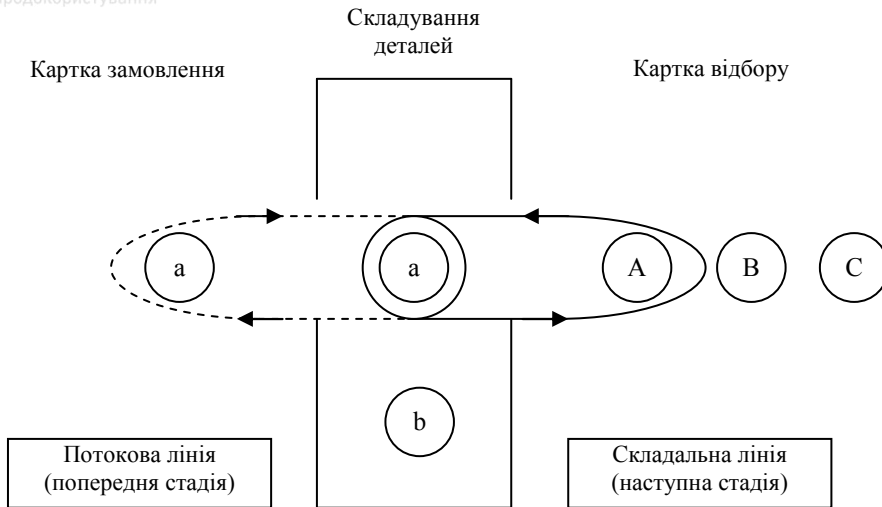 Складування
деталей
Картка замовлення
Картка відбору
a
a
A
B
C
b
Потокова лінія
(попередня стадія)
Складальна лінія
(наступна стадія)